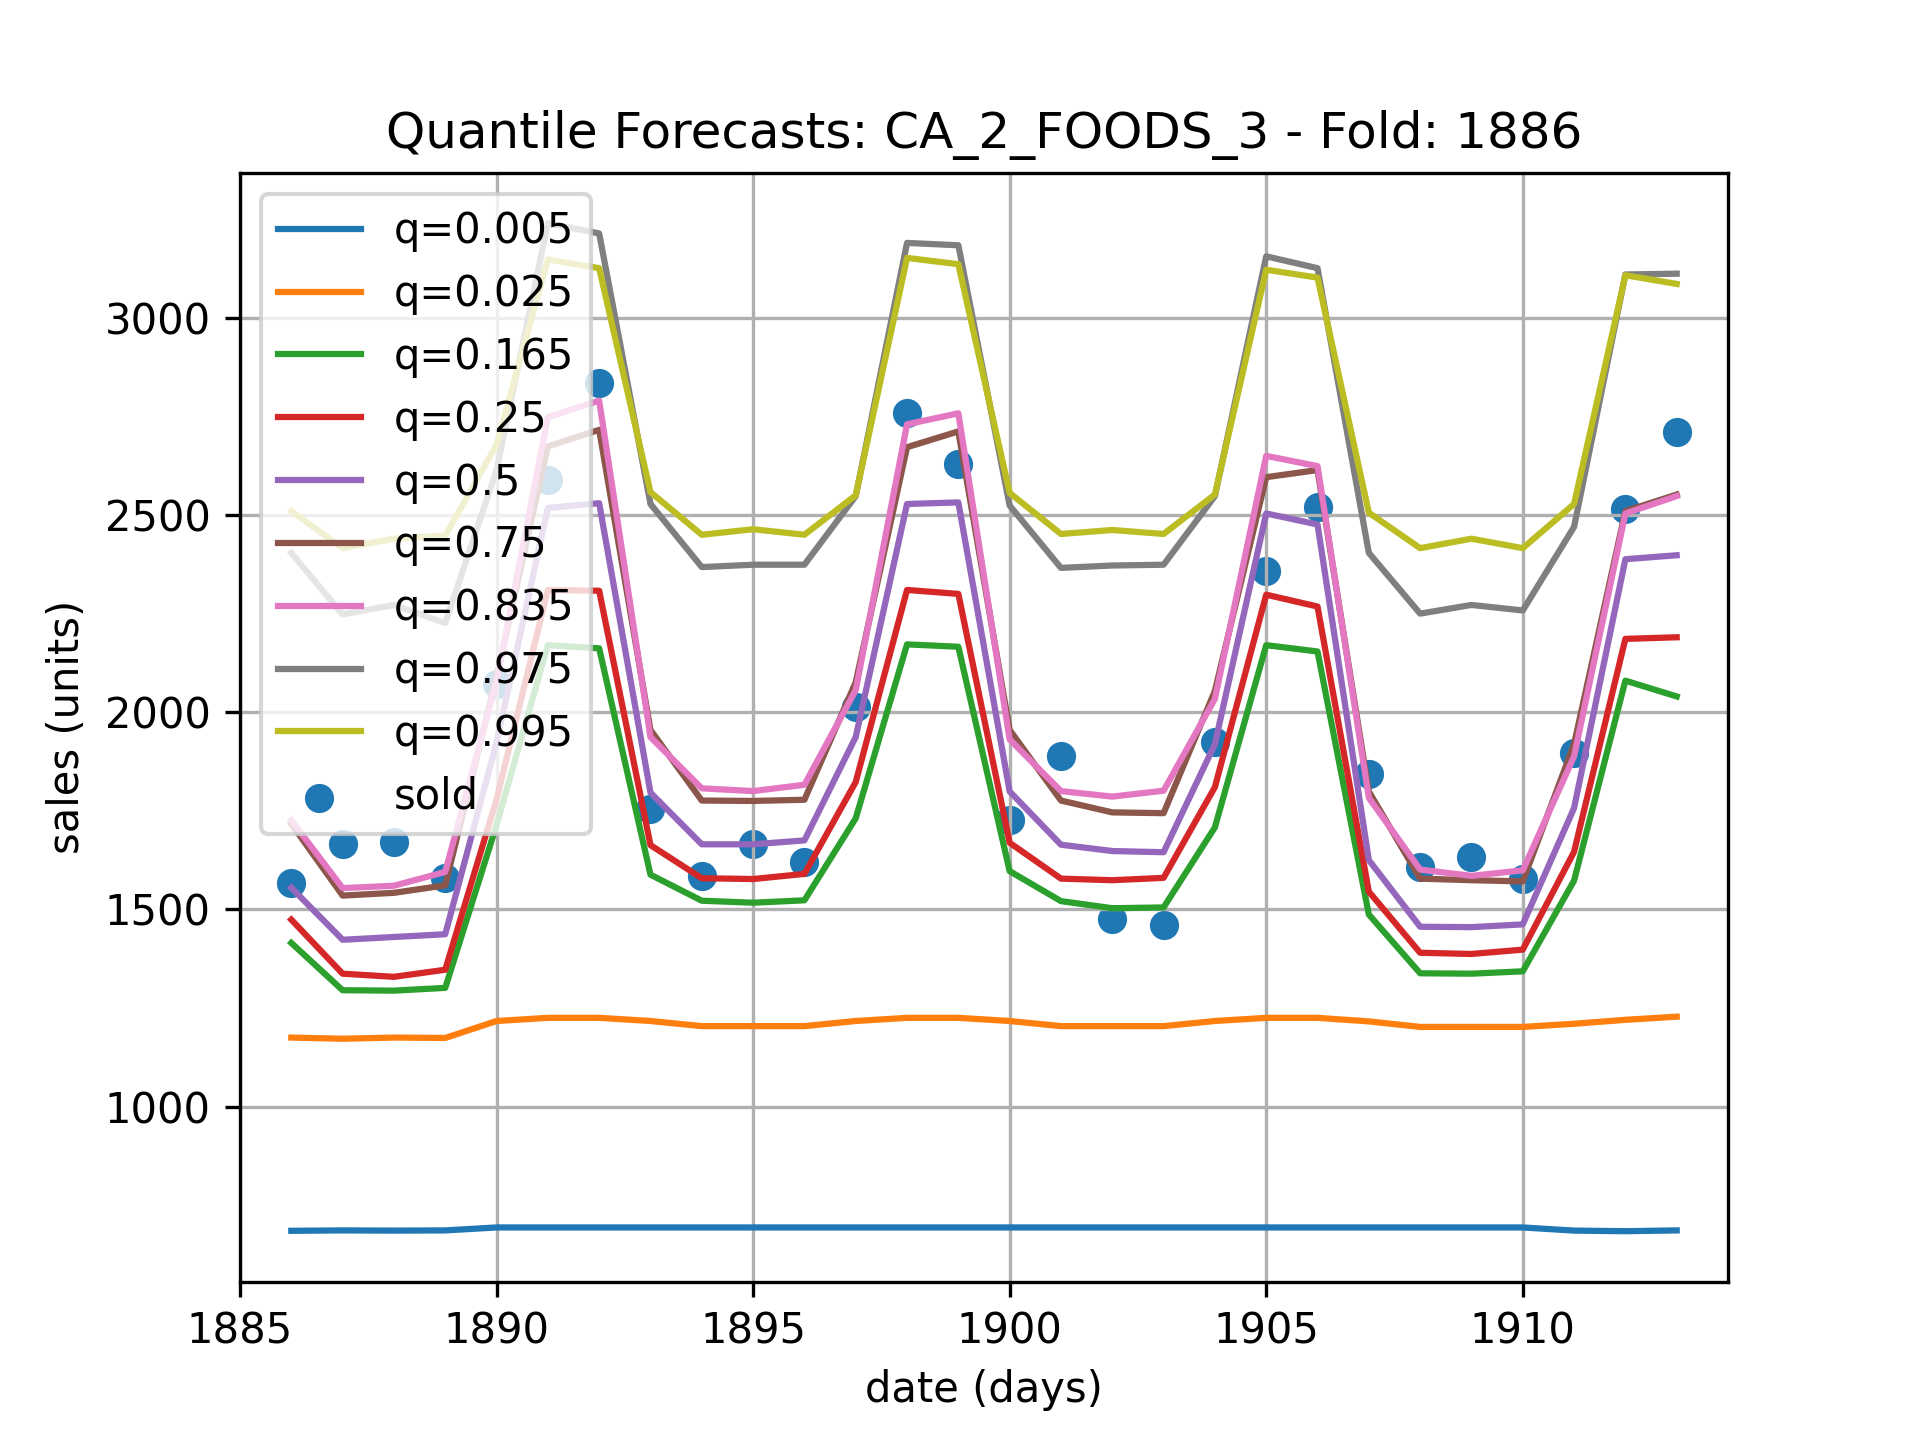 Quantile Forecasts: CA_2_FOODS_3 - Fold: 1886
q=0.005
q=0.025
q=0.165
q=0.25
q=0.5
q=0.75
q=0.835
q=0.975
q=0.995
sold
sales (units)
3000
2500
2000
1500
1000
1885 1890 1895 1900 1905 1910
date (days)